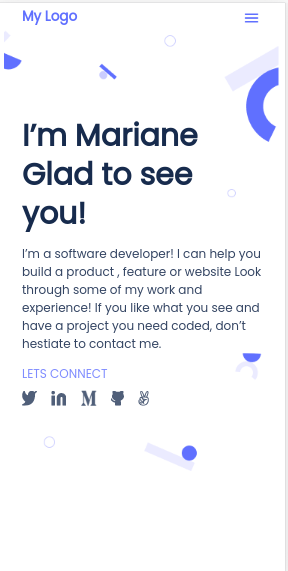 My Logo
I’m Mariane
Glad to see
you!
I’m a software developer! I can help you
build a product , feature or website Look
through some of my work and
experience! If you like what you see and
have a project you need coded, don’t
hestiate to contact me.
LETS CONNECT